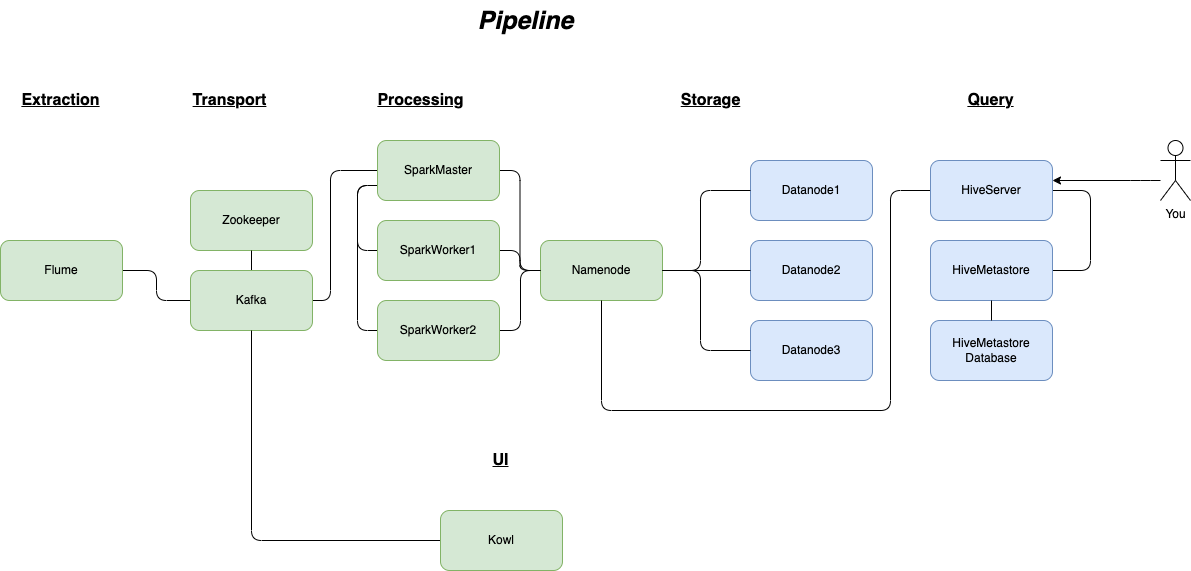 Pipeline
Extraction
Transport
Processing
Storage
Query
Flume
Zookeeper
Kafka
SparkMaster
SparkWorker1
SparkWorker2
Namenode
Datanode1
Datanode2
Datanode3
HiveServer
HiveMetastore
HiveMetastore
Database
You
UI
Kowl